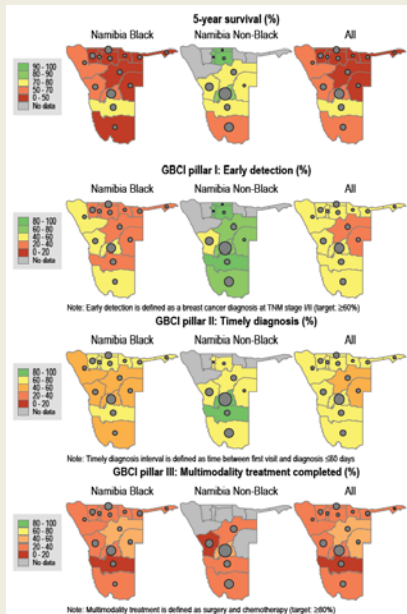 5-year survival (%)
Namibia Black Namibia Non-Black All
90 - 100
80 - 90
70 - 80
50 - 70
0 - 50
No data
GBCI pillar I: Early detection (%)
Namibia Black Namibia Non-Black All
80 - 100
60 - 80
40 - 60
20 - 40
0 - 20
No data
Note: Early detection is defined as a breast cancer diagnosis at TNM stage I/II (target: ≥60%)
GBCI pillar II: Timely diagnosis (%)
Namibia Black Namibia Non-Black All
80 - 100
60 - 80
40 - 60
20 - 40
0 - 20
No data
Note: Timely diagnosis interval is defined as time between first visit and diagnosis ≤60 days
GBCI pillar III: Multimodality treatment completed (%)
Namibia Black Namibia Non-Black All
80 - 100
60 - 80
40 - 60
20 - 40
0 - 20
No data
Note: Multimodality treatment is defined as surgery and chemotherapy (target: ≥80%)